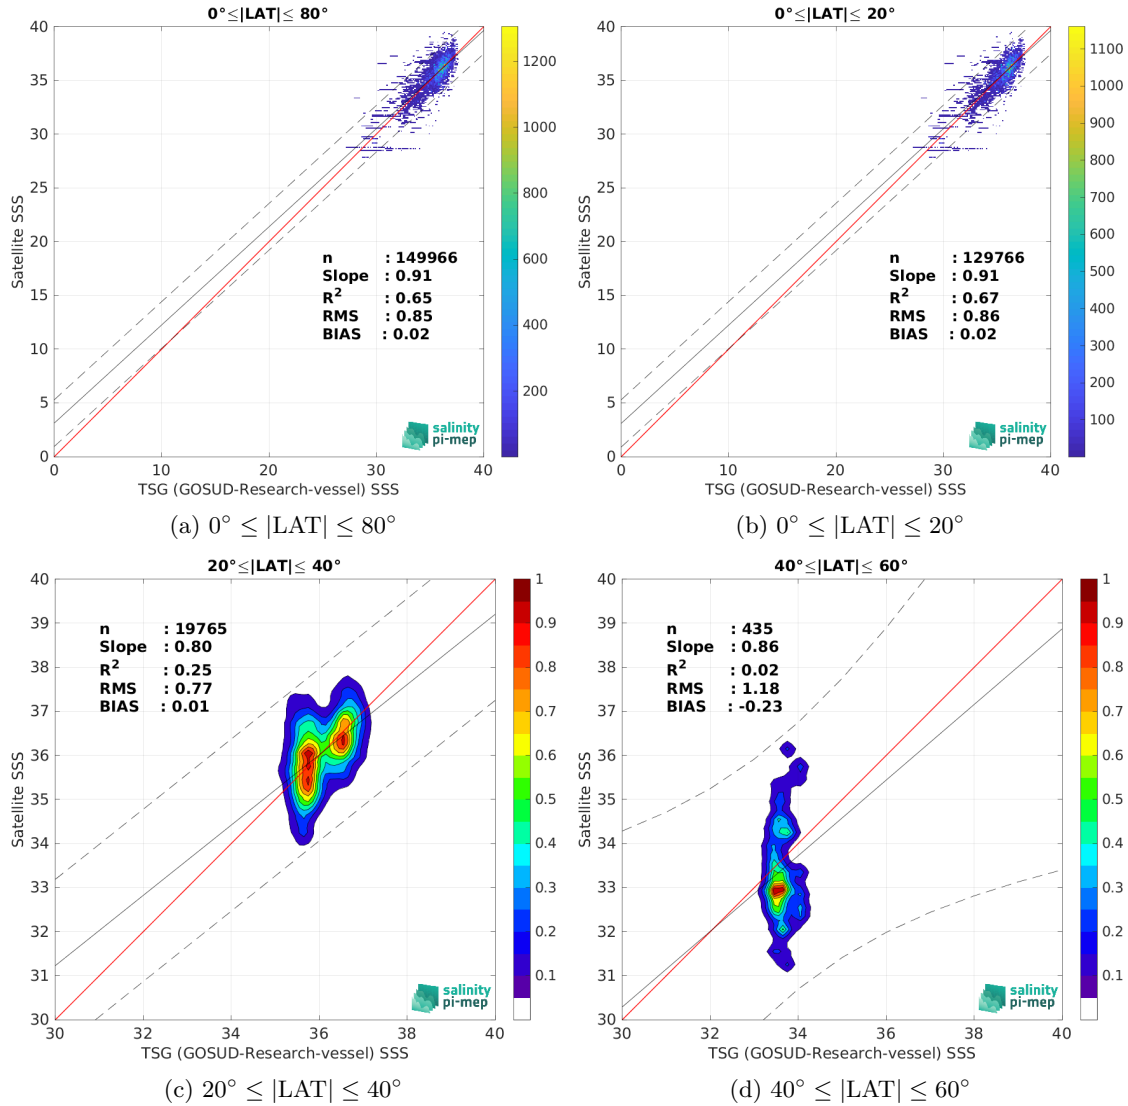 0°≤|LAT|≤ 80°
40
35
30
25
20
15
10
5
0
Satellite SSS
n : 149966
Slope : 0.91
R² : 0.65
RMS : 0.85
BIAS : 0.02
salinity
pi-mep
0 10 20 30 40
TSG (GOSUD-Research-vessel) SSS
1200
1000
800
600
400
200
(a) 0° ≤ |LAT| ≤ 80°
0°≤|LAT|≤ 20°
40
35
30
25
20
15
10
5
0
Satellite SSS
n : 129766
Slope : 0.91
R² : 0.67
RMS : 0.86
BIAS : 0.02
salinity
pi-mep
0 10 20 30 40
TSG (GOSUD-Research-vessel) SSS
1100
1000
900
800
700
600
500
400
300
200
100
(b) 0° ≤ |LAT| ≤ 20°
20°≤|LAT|≤ 40°
40
39
38
37
36
35
34
33
32
31
30
Satellite SSS
n : 19765
Slope : 0.80
R² : 0.25
RMS : 0.77
BIAS : 0.01
salinity
pi-mep
30 32 34 36 38 40
TSG (GOSUD-Research-vessel) SSS
1
0.9
0.8
0.7
0.6
0.5
0.4
0.3
0.2
0.1
(c) 20° ≤ |LAT| ≤ 40°
40°≤|LAT|≤ 60°
40
39
38
37
36
35
34
33
32
31
30
Satellite SSS
n : 435
Slope : 0.86
R² : 0.02
RMS : 1.18
BIAS : -0.23
salinity
pi-mep
30 32 34 36 38 40
TSG (GOSUD-Research-vessel) SSS
1
0.9
0.8
0.7
0.6
0.5
0.4
0.3
0.2
0.1
(d) 40° ≤ |LAT| ≤ 60°